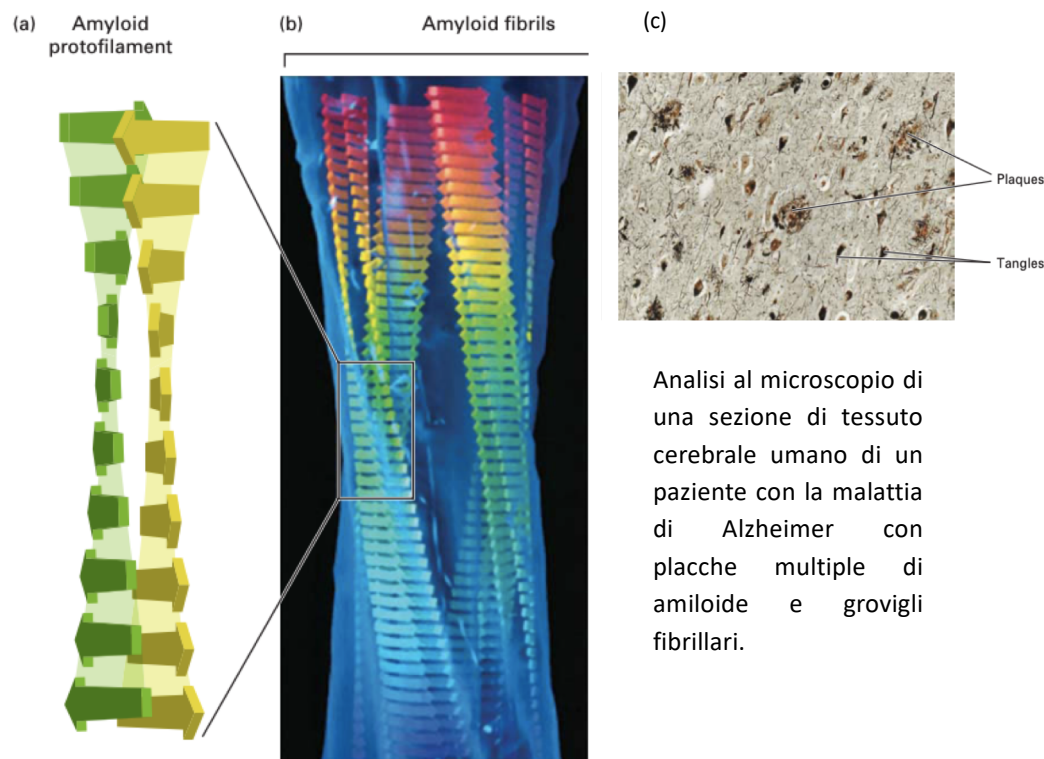 (a) Amyloid
protofilament
(b) Amyloid fibrils
(c)
Plaques
Tangles
Analisi al microscopio di
una sezione di tessuto
cerebrale umano di un
paziente con la malattia
di Alzheimer con
placche multiple di
amiloide e grovigli
fibrillari.